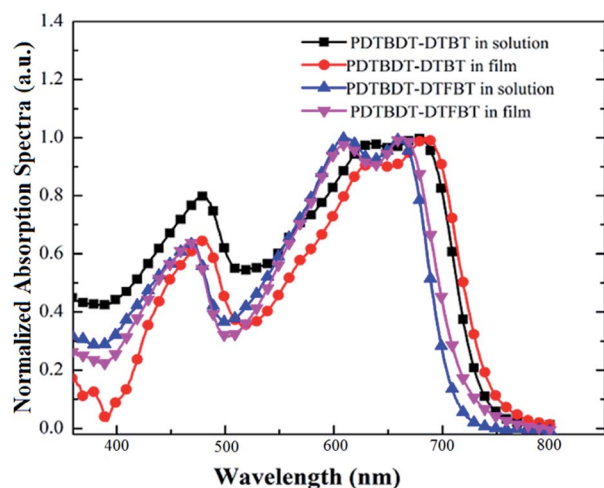 Normalized Absorption Spectra (a.u.)
1.4
1.2
1.0
0.8
0.6
0.4
0.2
0.0
PDTBDT-DTBT in solution
PDTBDT-DTBT in film
PDTBDT-DTFBT in solution
PDTBDT-DTFBT in film
400 500 600 700 800
Wavelength (nm)